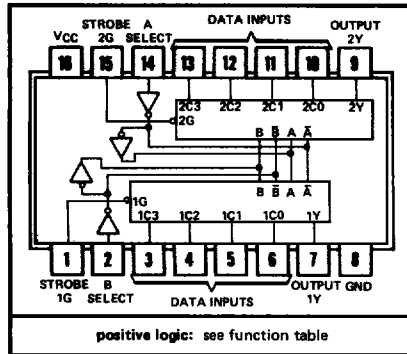 STROBE A DATA INPUTS OUTPUT
VCC 2G SELECT 2Y
16 15 14 13 12 11 10 9
2C3 2C2 2C1 2C0 2Y
2G
B B̅ A A̅
B B̅ A A̅
1G
1C3 1C2 1C1 1C0 1Y
1 2 3 4 5 6 7 8
STROBE B DATA INPUTS OUTPUT GND
1G SELECT 1Y
positive logic: see function table